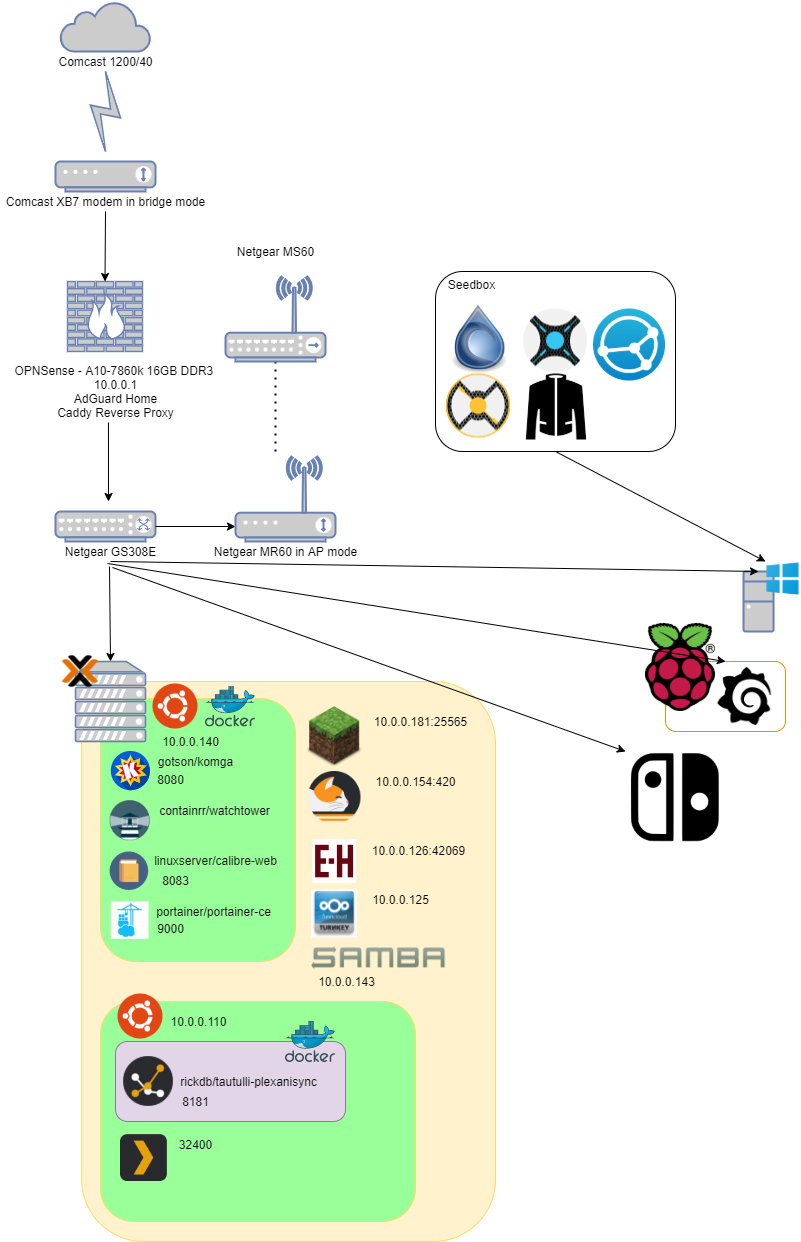 Comcast 1200/40
Comcast XB7 modem in bridge mode
Netgear MS60
OPNSense - A10-7860k 16GB DDR3
10.0.0.1
AdGuard Home
Caddy Reverse Proxy
Seedbox
Netgear GS308E
Netgear MR60 in AP mode
®
docker
10.0.0.140
gotson/komga
8080
containrr/watchtower
linuxserver/calibre-web
8083
portainer/portainer-ce
9000
10.0.0.181:25565
10.0.0.154:420
E-H
10.0.0.126:42069
10.0.0.125
TURNKEY
SAMBA
10.0.0.143
10.0.0.110
docker
rickdb/tautulli-plexanisync
8181
32400